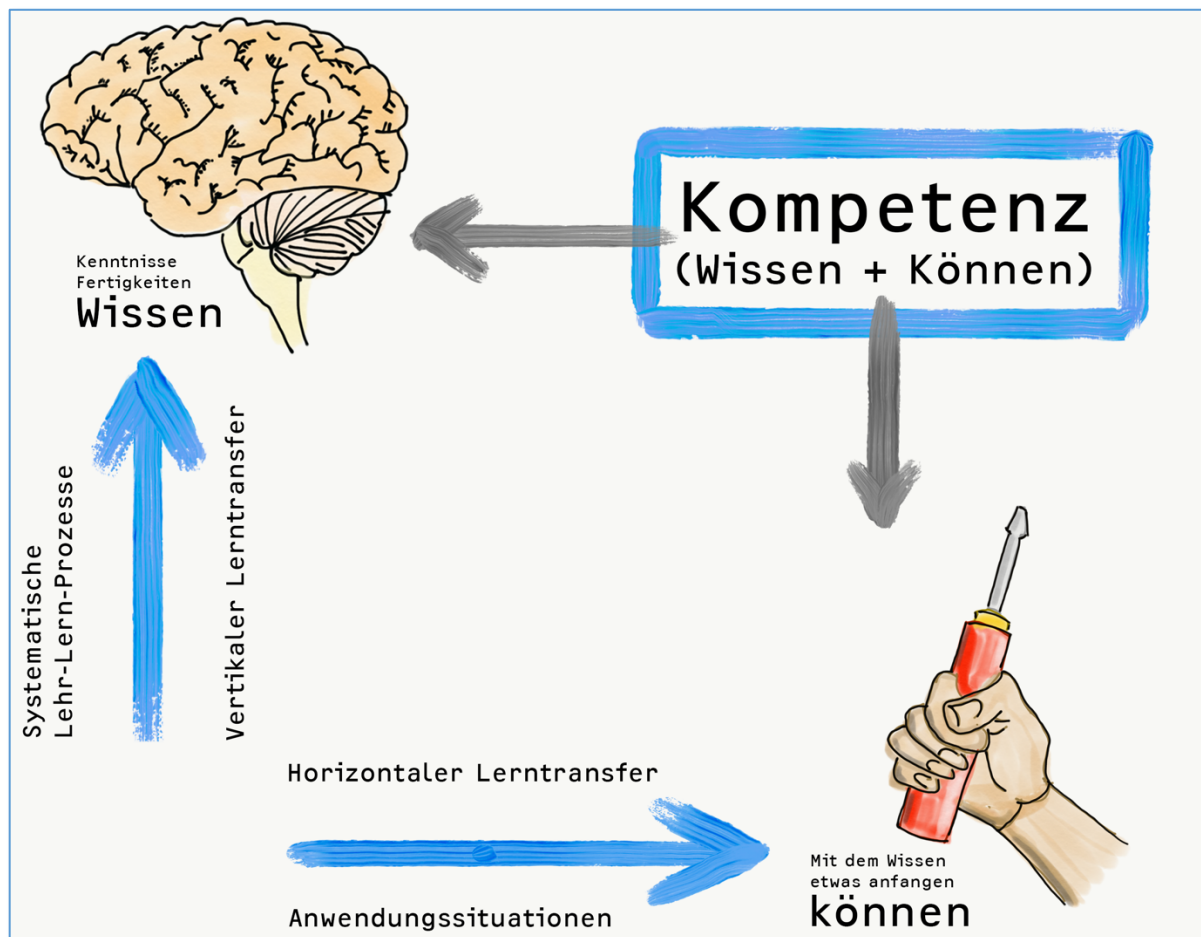 Kompetenz
(Wissen + Können)
Kenntnisse
Fertigkeiten
Wissen
Systematische
Lehr-Lern-Prozesse
Vertikaler Lerntransfer
Horizontaler Lerntransfer
Anwendungssituationen
Mit dem Wissen
etwas anfangen
können